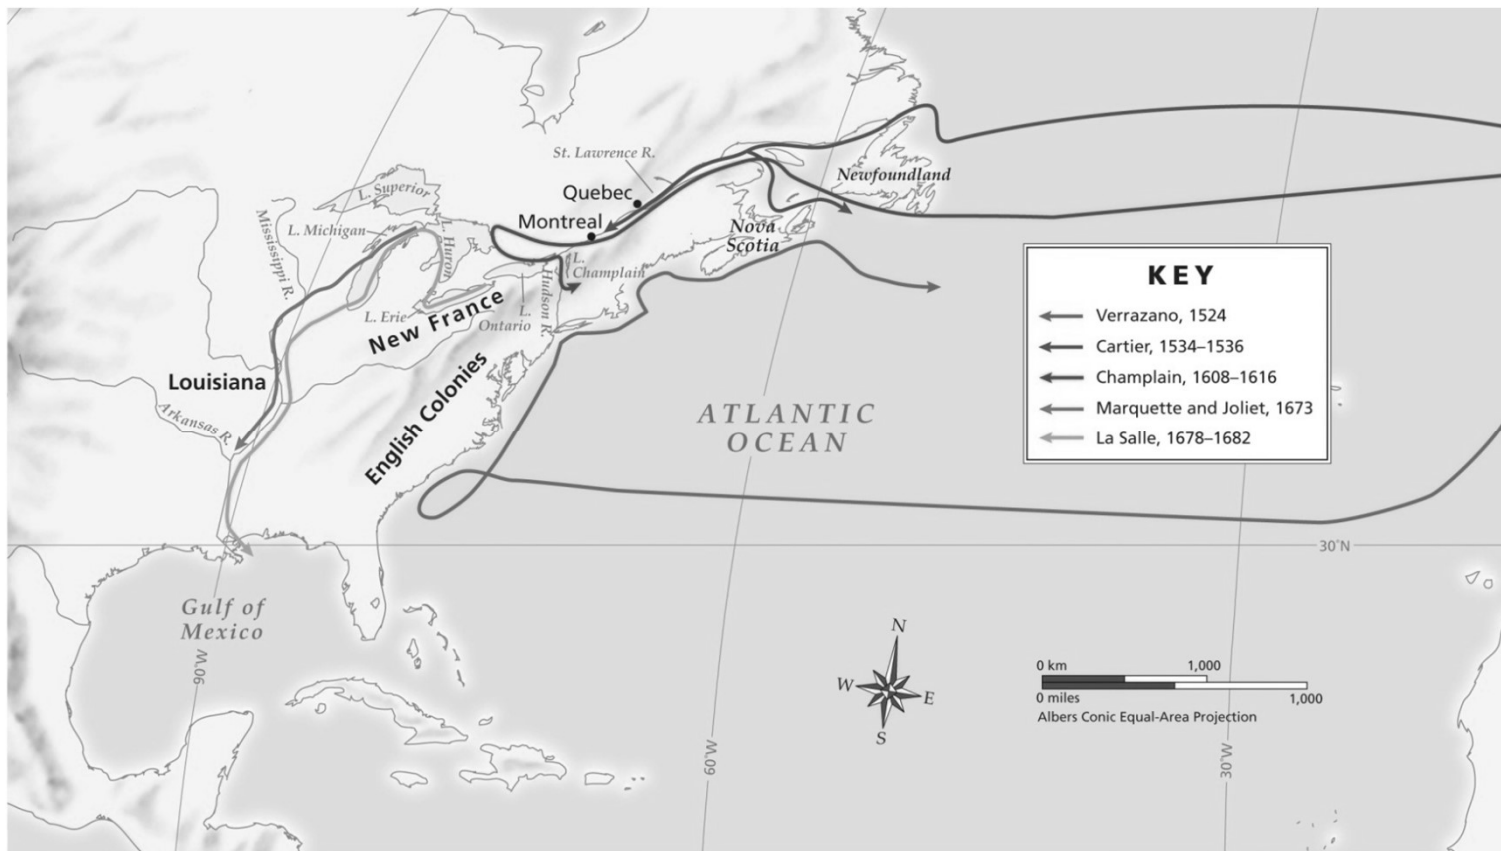 St. Lawrence R.
Newfoundland
L. Superior
Quebec
Montreal
Mississippi R.
L. Michigan
L. Huron
Nova
Scotia
L.
Champlain
Hudson R.
L. Erie
L.
Ontario
New France
KEY
Verrazano, 1524
Cartier, 1534–1536
Champlain, 1608–1616
Marquette and Joliet, 1673
La Salle, 1678–1682
Louisiana
Arkansas R.
English Colonies
ATLANTIC
OCEAN
30°N
Gulf of
Mexico
90°W
60°W
30°W
N
W
E
S
0 km 1,000
0 miles 1,000
Albers Conic Equal-Area Projection